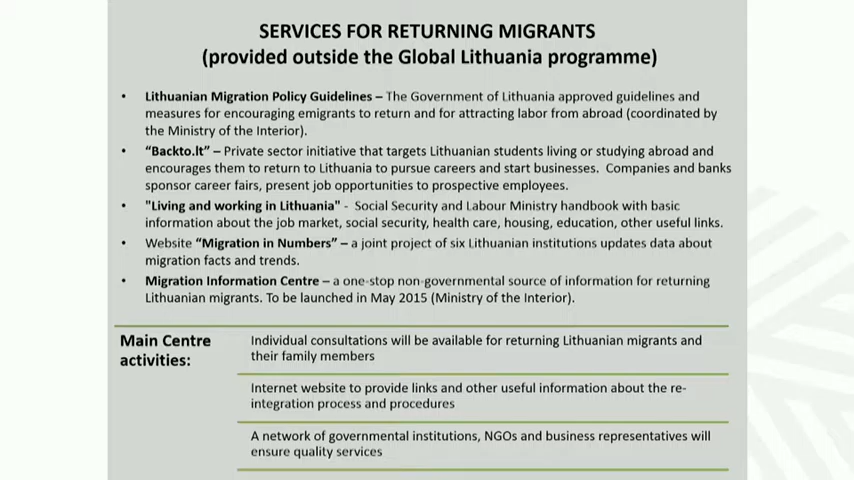 SERVICES FOR RETURNING MIGRANTS
(provided outside the Global Lithuania programme)
• Lithuanian Migration Policy Guidelines – The Government of Lithuania approved guidelines and
measures for encouraging emigrants to return and for attracting labor from abroad (coordinated by
the Ministry of the Interior).
• “Backto.lt” – Private sector initiative that targets Lithuanian students living or studying abroad and
encourages them to return to Lithuania to pursue careers and start businesses. Companies and banks
sponsor career fairs, present job opportunities to prospective employees.
• "Living and working in Lithuania" - Social Security and Labour Ministry handbook with basic
information about the job market, social security, health care, housing, education, other useful links.
• Website “Migration in Numbers” – a joint project of six Lithuanian institutions updates data about
migration facts and trends.
• Migration Information Centre – a one-stop non-governmental source of information for returning
Lithuanian migrants. To be launched in May 2015 (Ministry of the Interior).
Main Centre
activities:
Individual consultations will be available for returning Lithuanian migrants and
their family members
Internet website to provide links and other useful information about the re-
integration process and procedures
A network of governmental institutions, NGOs and business representatives will
ensure quality services